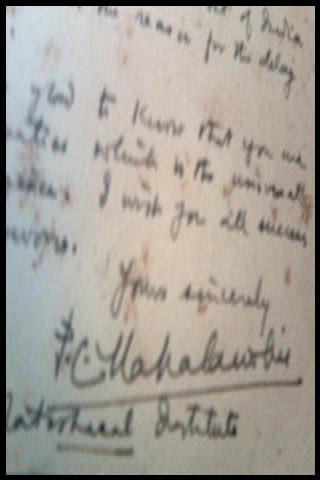 of India
the reason for the delay
glad to know that you are
which is the universal
I wish you all success
Yours sincerely
P.C. Mahalanobis
Statistical Institute